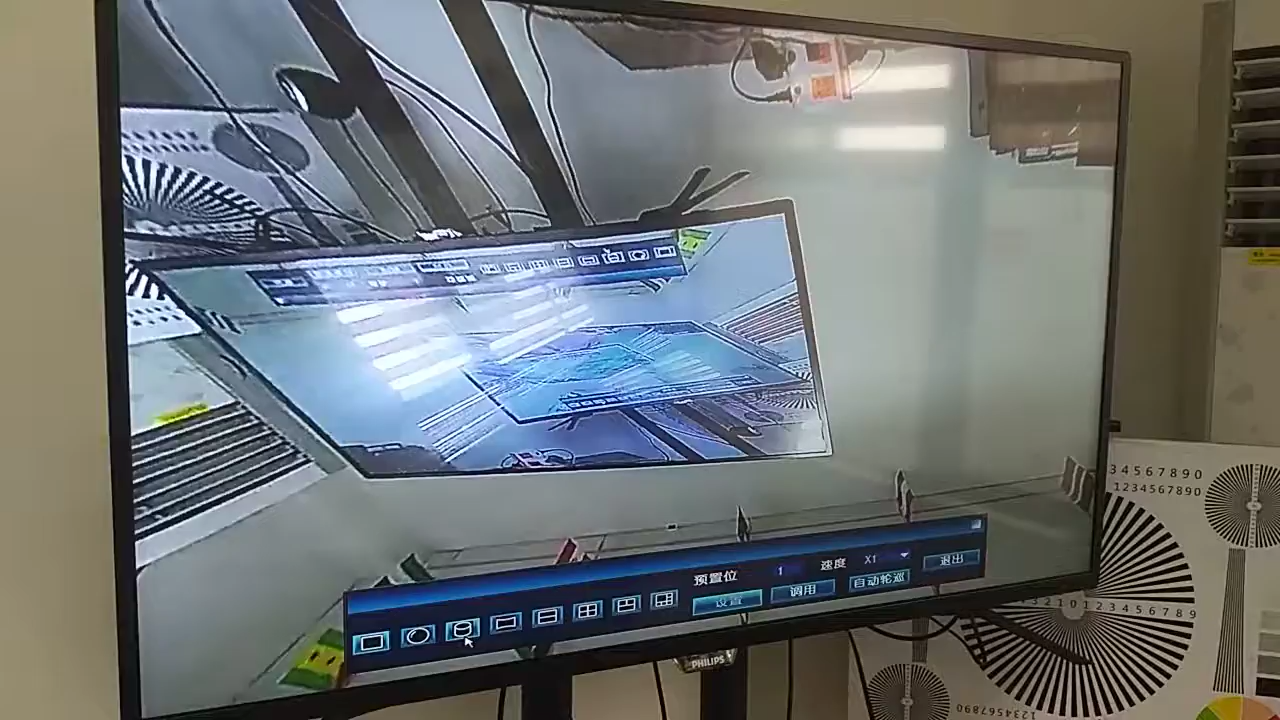 预置位 1 速度 X1 退出
设置 调用 自动轮巡
PHILIPS
34567890
1234567890
3 2 1 0 1 2 3 4 5 6 7 8 9